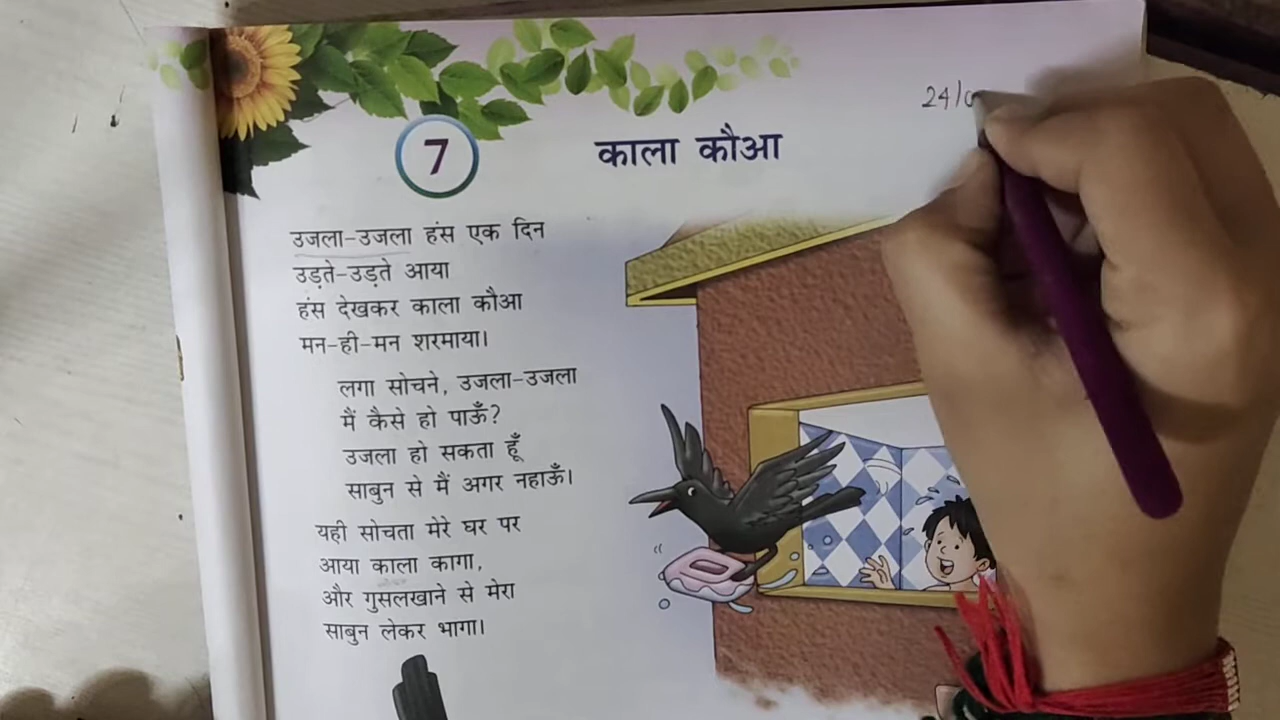 24/0
7
काला कौआ
उजला-उजला हंस एक दिन
उड़ते-उड़ते आया
हंस देखकर काला कौआ
मन-ही-मन शरमाया।
लगा सोचने, उजला-उजला
मैं कैसे हो पाऊँ?
उजला हो सकता हूँ
साबुन से मैं अगर नहाऊँ।
यही सोचता मेरे घर पर
आया काला कागा,
और गुसलखाने से मेरा
साबुन लेकर भागा।